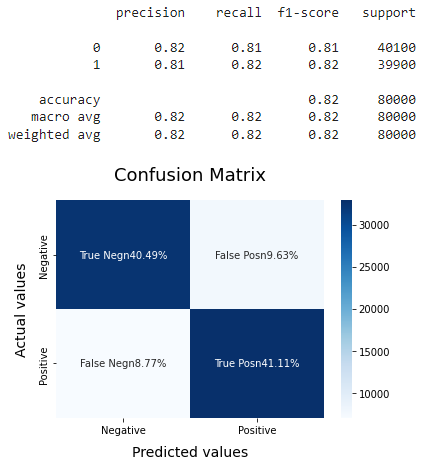 precision recall f1-score support
0 0.82 0.81 0.81 40100
1 0.81 0.82 0.82 39900
accuracy 0.82 80000
macro avg 0.82 0.82 0.82 80000
weighted avg 0.82 0.82 0.82 80000
Confusion Matrix
Actual values
Negative
Positive
True Negn40.49%
False Posn9.63%
False Negn8.77%
True Posn41.11%
Negative
Positive
Predicted values
30000
25000
20000
15000
10000